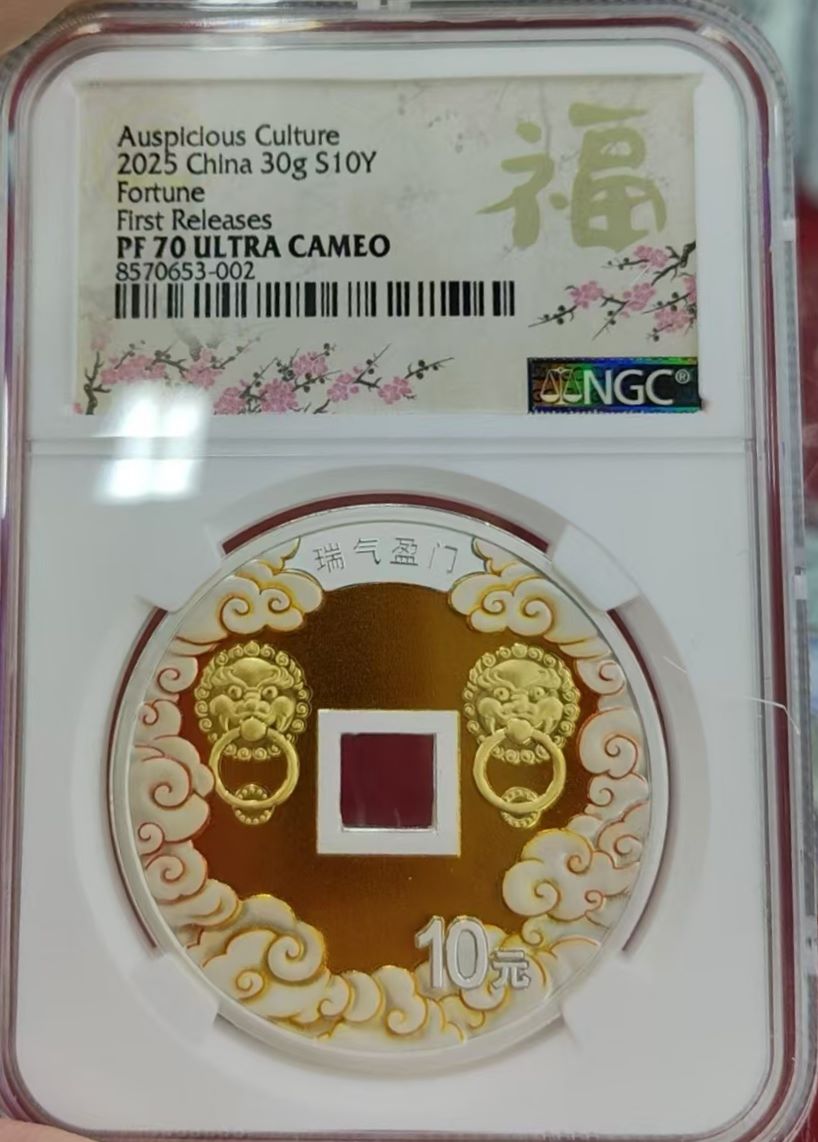 Auspicious Culture
2025 China 30g S10Y
Fortune
First Releases
PF 70 ULTRA CAMEO
8570653-002
福
NGC®
瑞气盈门
10元